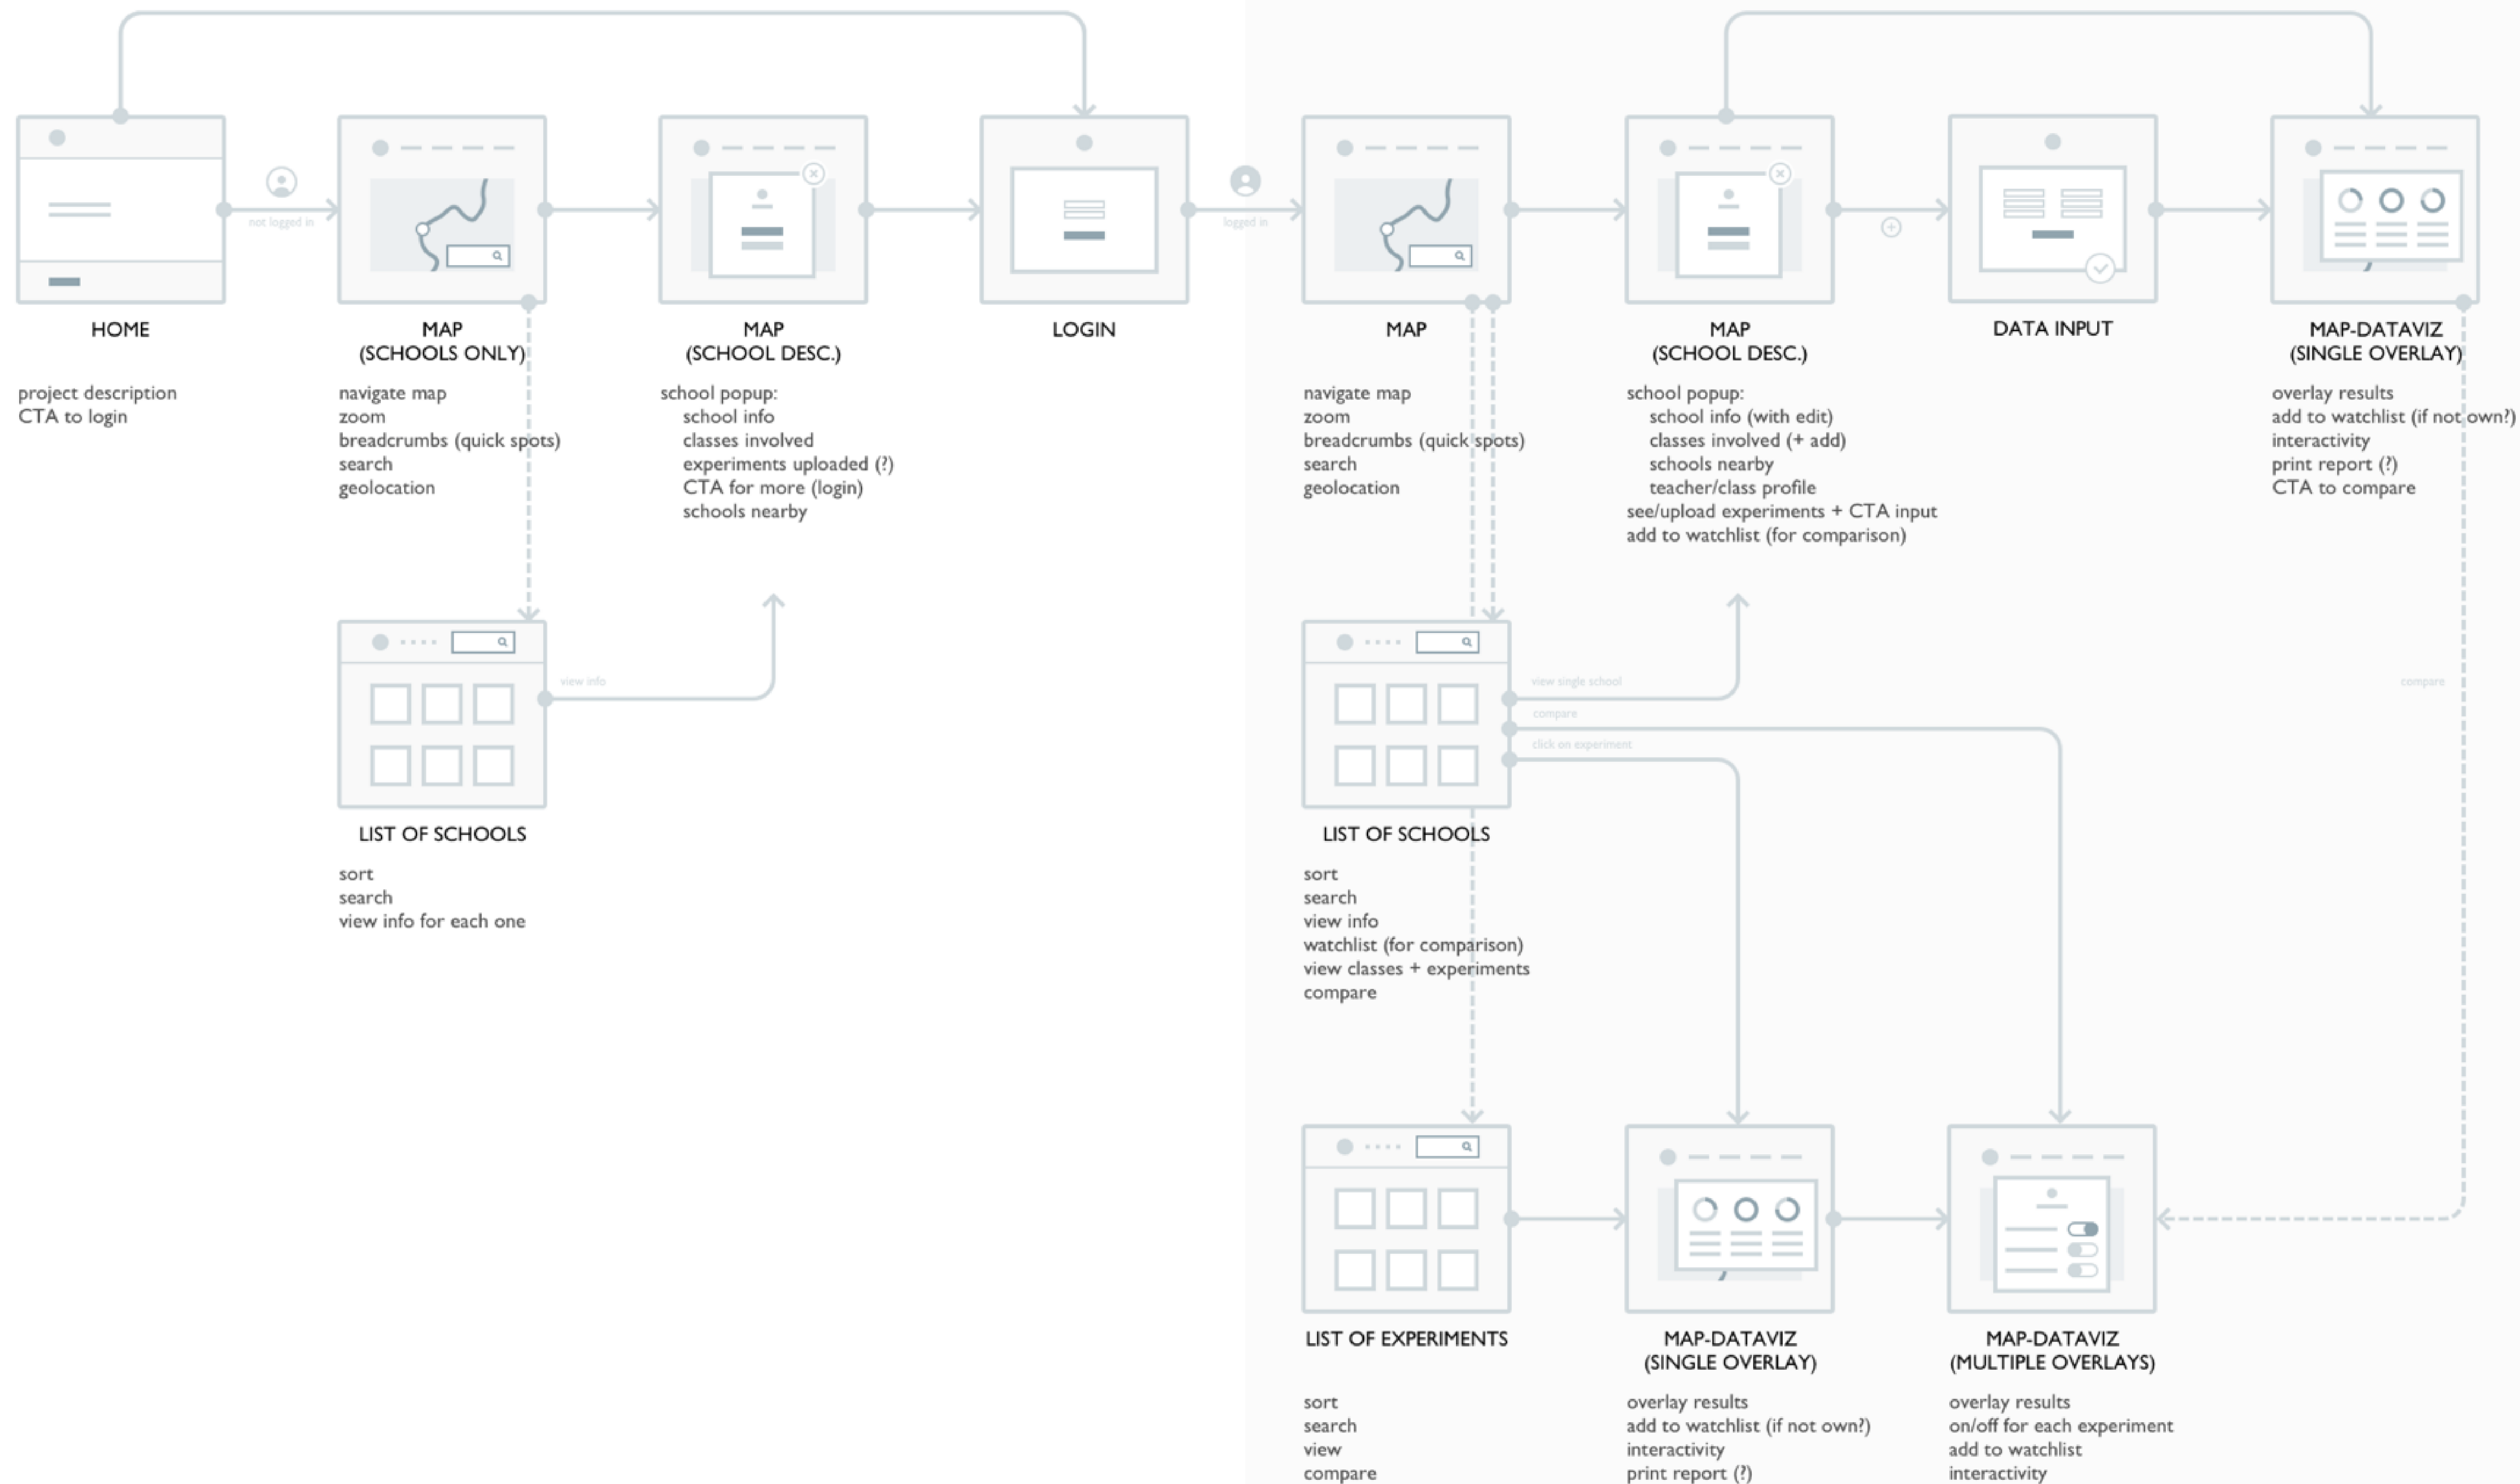 not logged in
logged in
HOME
project description
CTA to login
MAP
(SCHOOLS ONLY)
navigate map
zoom
breadcrumbs (quick spots)
search
geolocation
MAP
(SCHOOL DESC.)
school popup:
school info
classes involved
experiments uploaded (?)
CTA for more (login)
schools nearby
LOGIN
MAP
navigate map
zoom
breadcrumbs (quick spots)
search
geolocation
MAP
(SCHOOL DESC.)
school popup:
school info (with edit)
classes involved (+ add)
schools nearby
teacher/class profile
see/upload experiments + CTA input
add to watchlist (for comparison)
DATA INPUT
MAP-DATAVIZ
(SINGLE OVERLAY)
overlay results
add to watchlist (if not own?)
interactivity
print report (?)
CTA to compare
view info
LIST OF SCHOOLS
sort
search
view info for each one
view single school
compare
click on experiment
compare
LIST OF SCHOOLS
sort
search
view info
watchlist (for comparison)
view classes + experiments
compare
LIST OF EXPERIMENTS
sort
search
view
compare
MAP-DATAVIZ
(SINGLE OVERLAY)
overlay results
add to watchlist (if not own?)
interactivity
print report (?)
MAP-DATAVIZ
(MULTIPLE OVERLAYS)
overlay results
on/off for each experiment
add to watchlist
interactivity